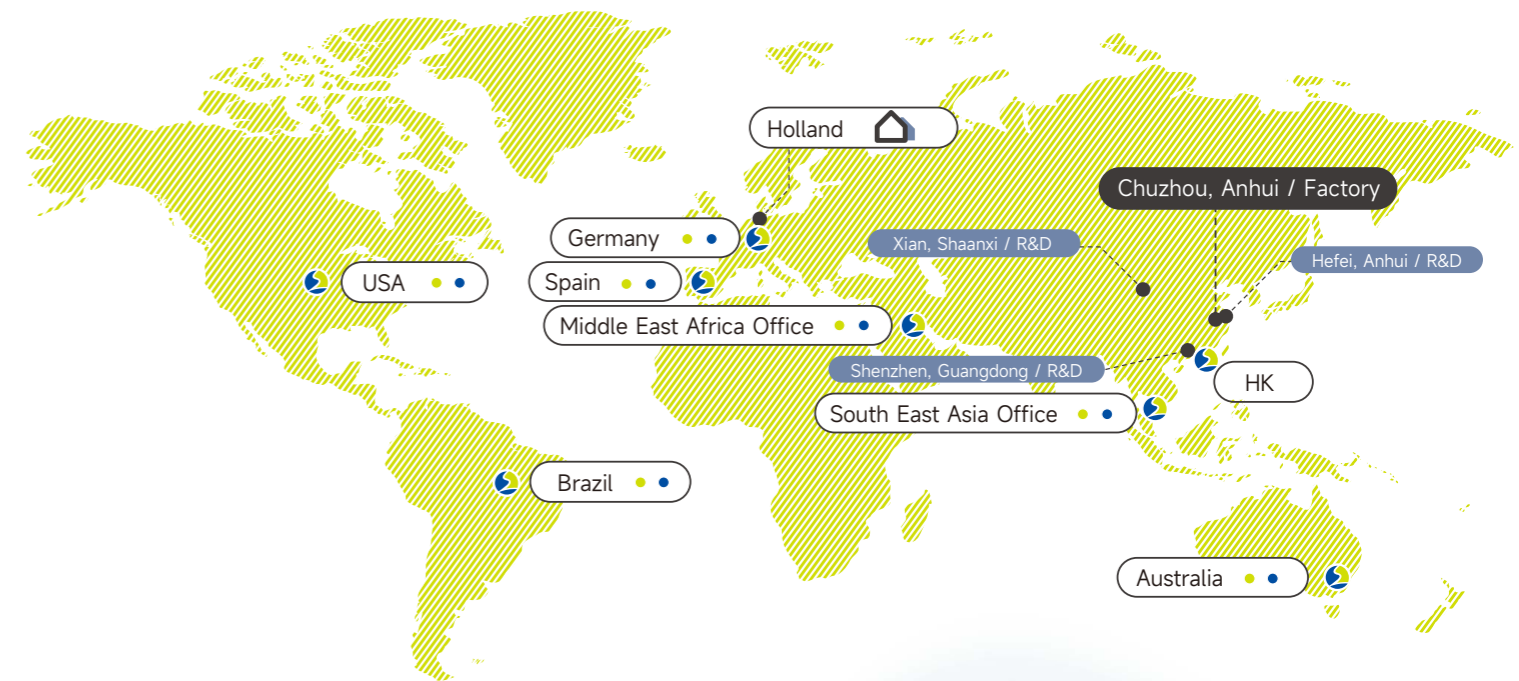 Holland
Chuzhou, Anhui / Factory
Germany
Xian, Shaanxi / R&D
Hefei, Anhui / R&D
USA
Spain
Middle East Africa Office
Shenzhen, Guangdong / R&D
HK
South East Asia Office
Brazil
Australia